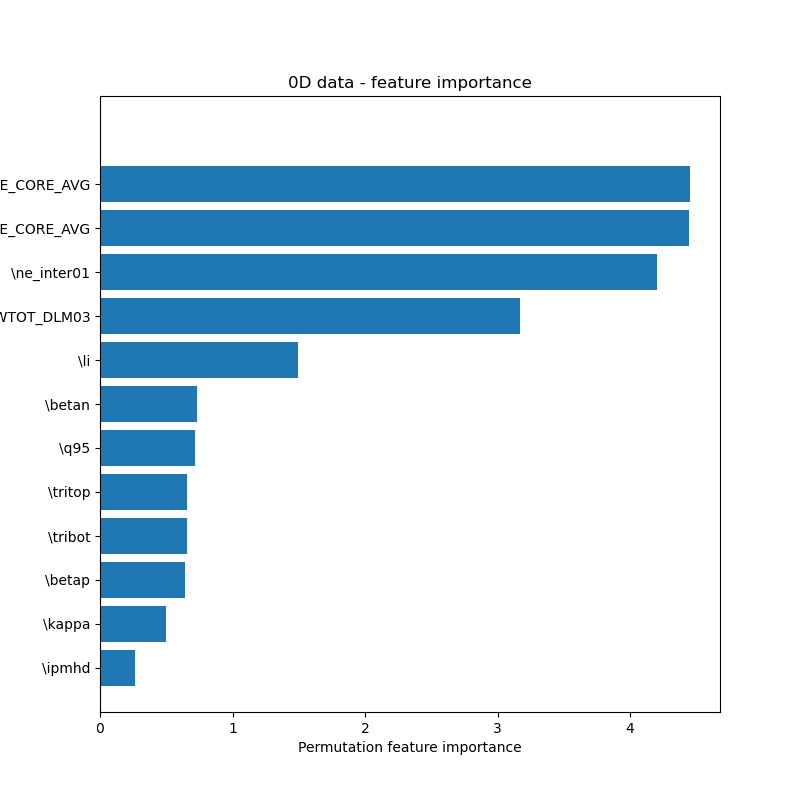 0D data - feature importance
E_CORE_AVG
E_CORE_AVG
\ne_inter01
WTOT_DLM03
\li
\betan
\q95
\tritop
\tribot
\betap
\kappa
\ipmhd
0 1 2 3 4
Permutation feature importance